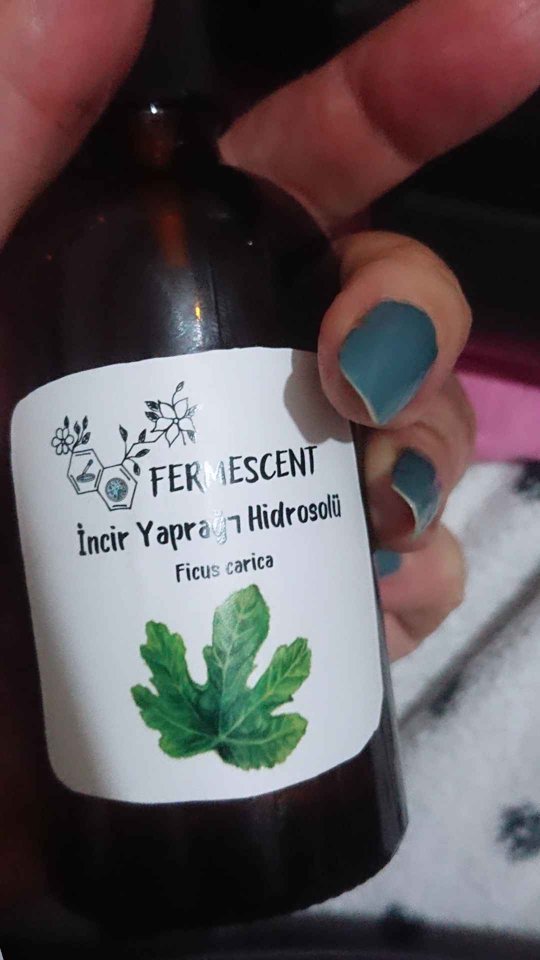 FERMESCENT
İncir Yaprağı Hidrosolü
Ficus carica